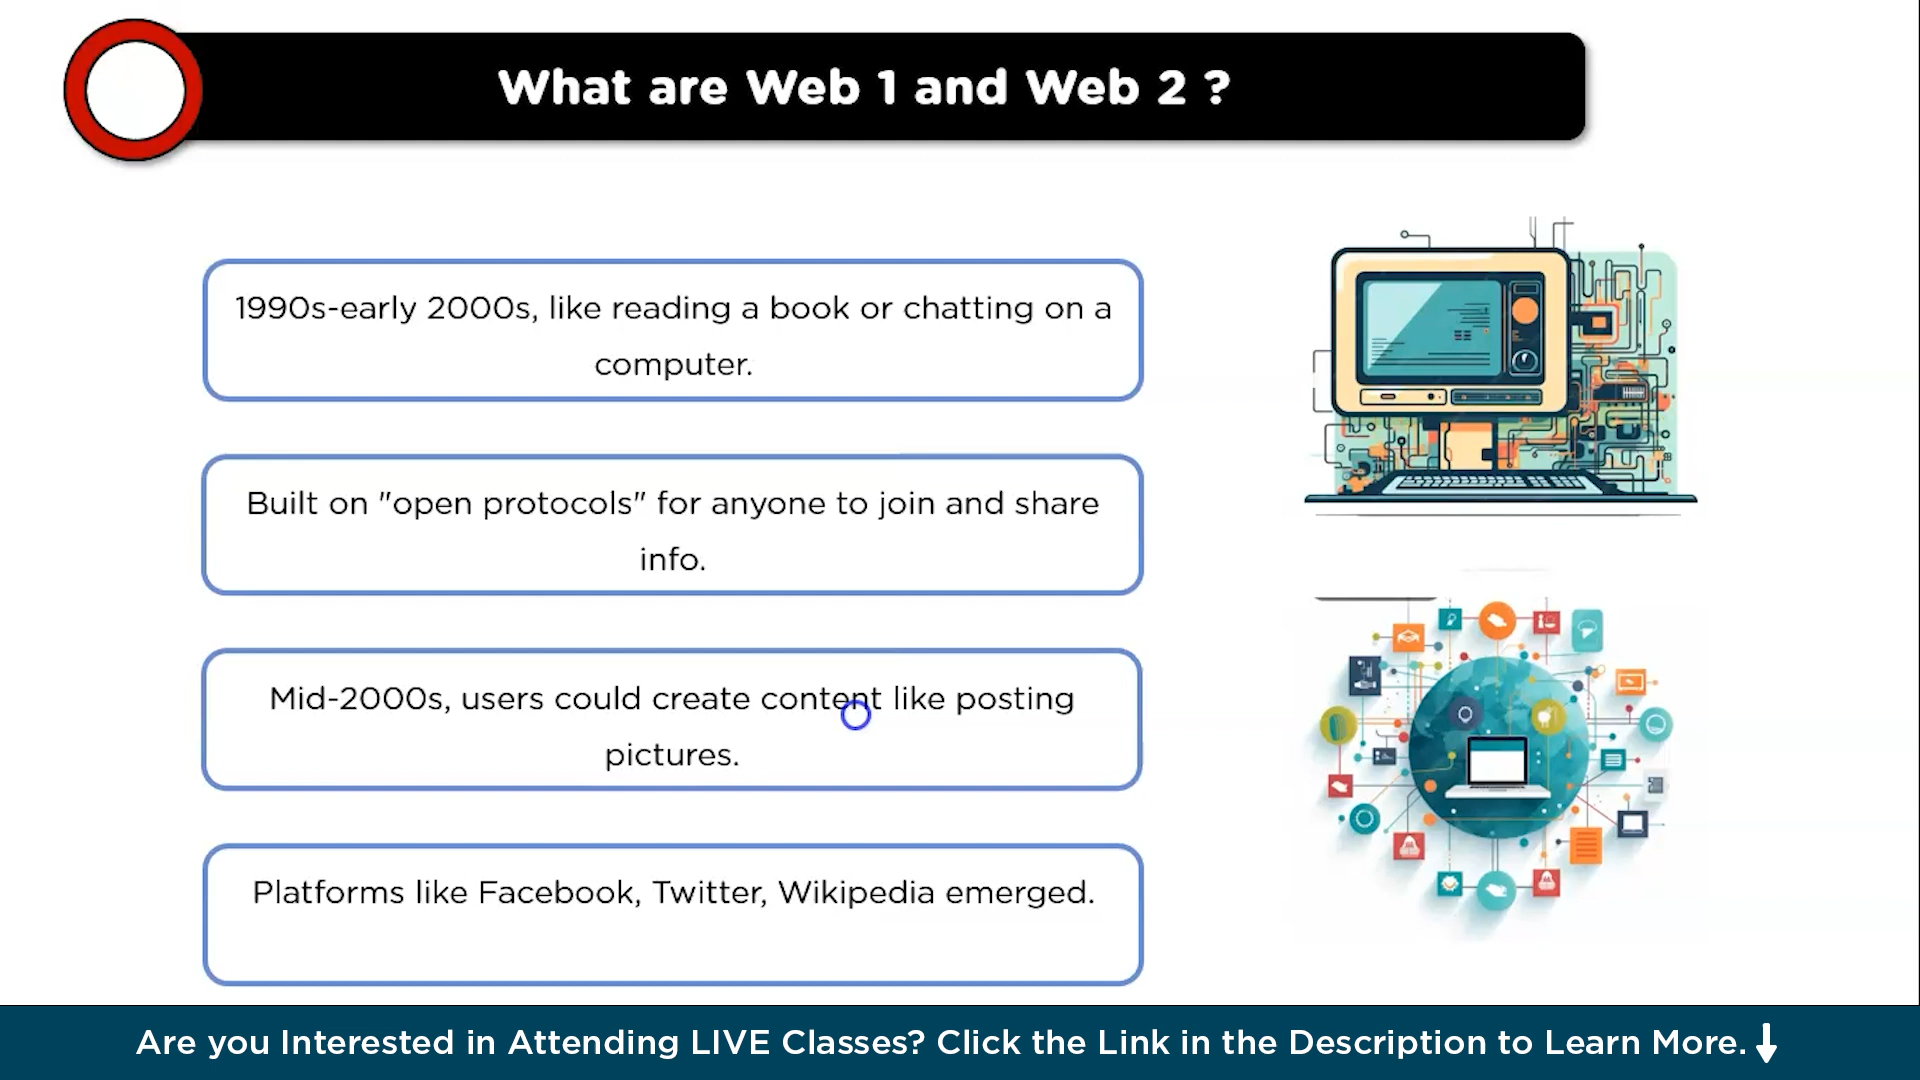 What are Web 1 and Web 2 ?
1990s-early 2000s, like reading a book or chatting on a
computer.
Built on "open protocols" for anyone to join and share
info.
Mid-2000s, users could create content like posting
pictures.
Platforms like Facebook, Twitter, Wikipedia emerged.
Are you Interested in Attending LIVE Classes? Click the Link in the Description to Learn More.